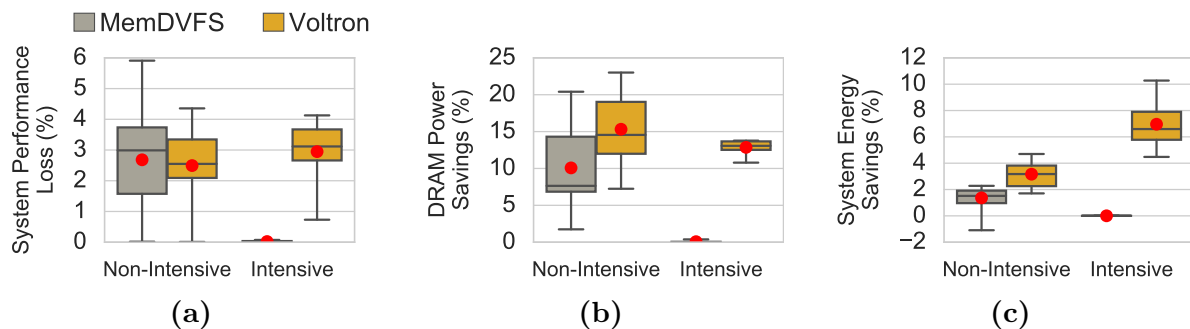 MemDVFS Voltron
System Performance
Loss (%)
6
5
4
3
2
1
0
Non-Intensive Intensive
(a)
DRAM Power
Savings (%)
25
20
15
10
5
0
Non-Intensive Intensive
(b)
System Energy
Savings (%)
12
10
8
6
4
2
0
−2
Non-Intensive Intensive
(c)